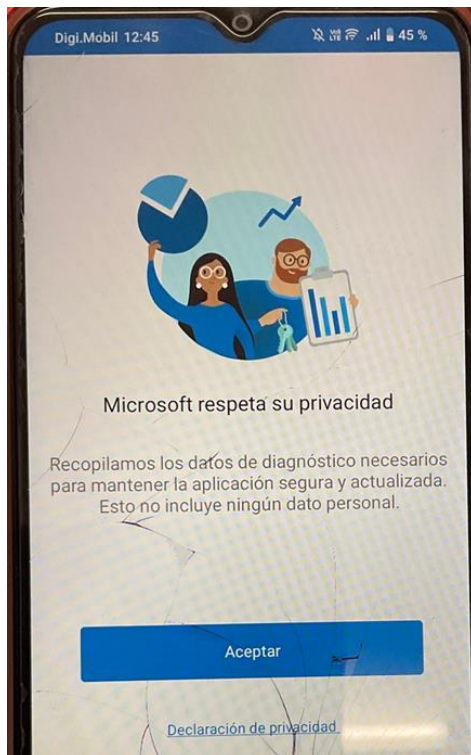 Digi.Mobil 12:45 45 %
Microsoft respeta su privacidad
Recopilamos los datos de diagnóstico necesarios
para mantener la aplicación segura y actualizada.
Esto no incluye ningún dato personal.
Aceptar
Declaración de privacidad